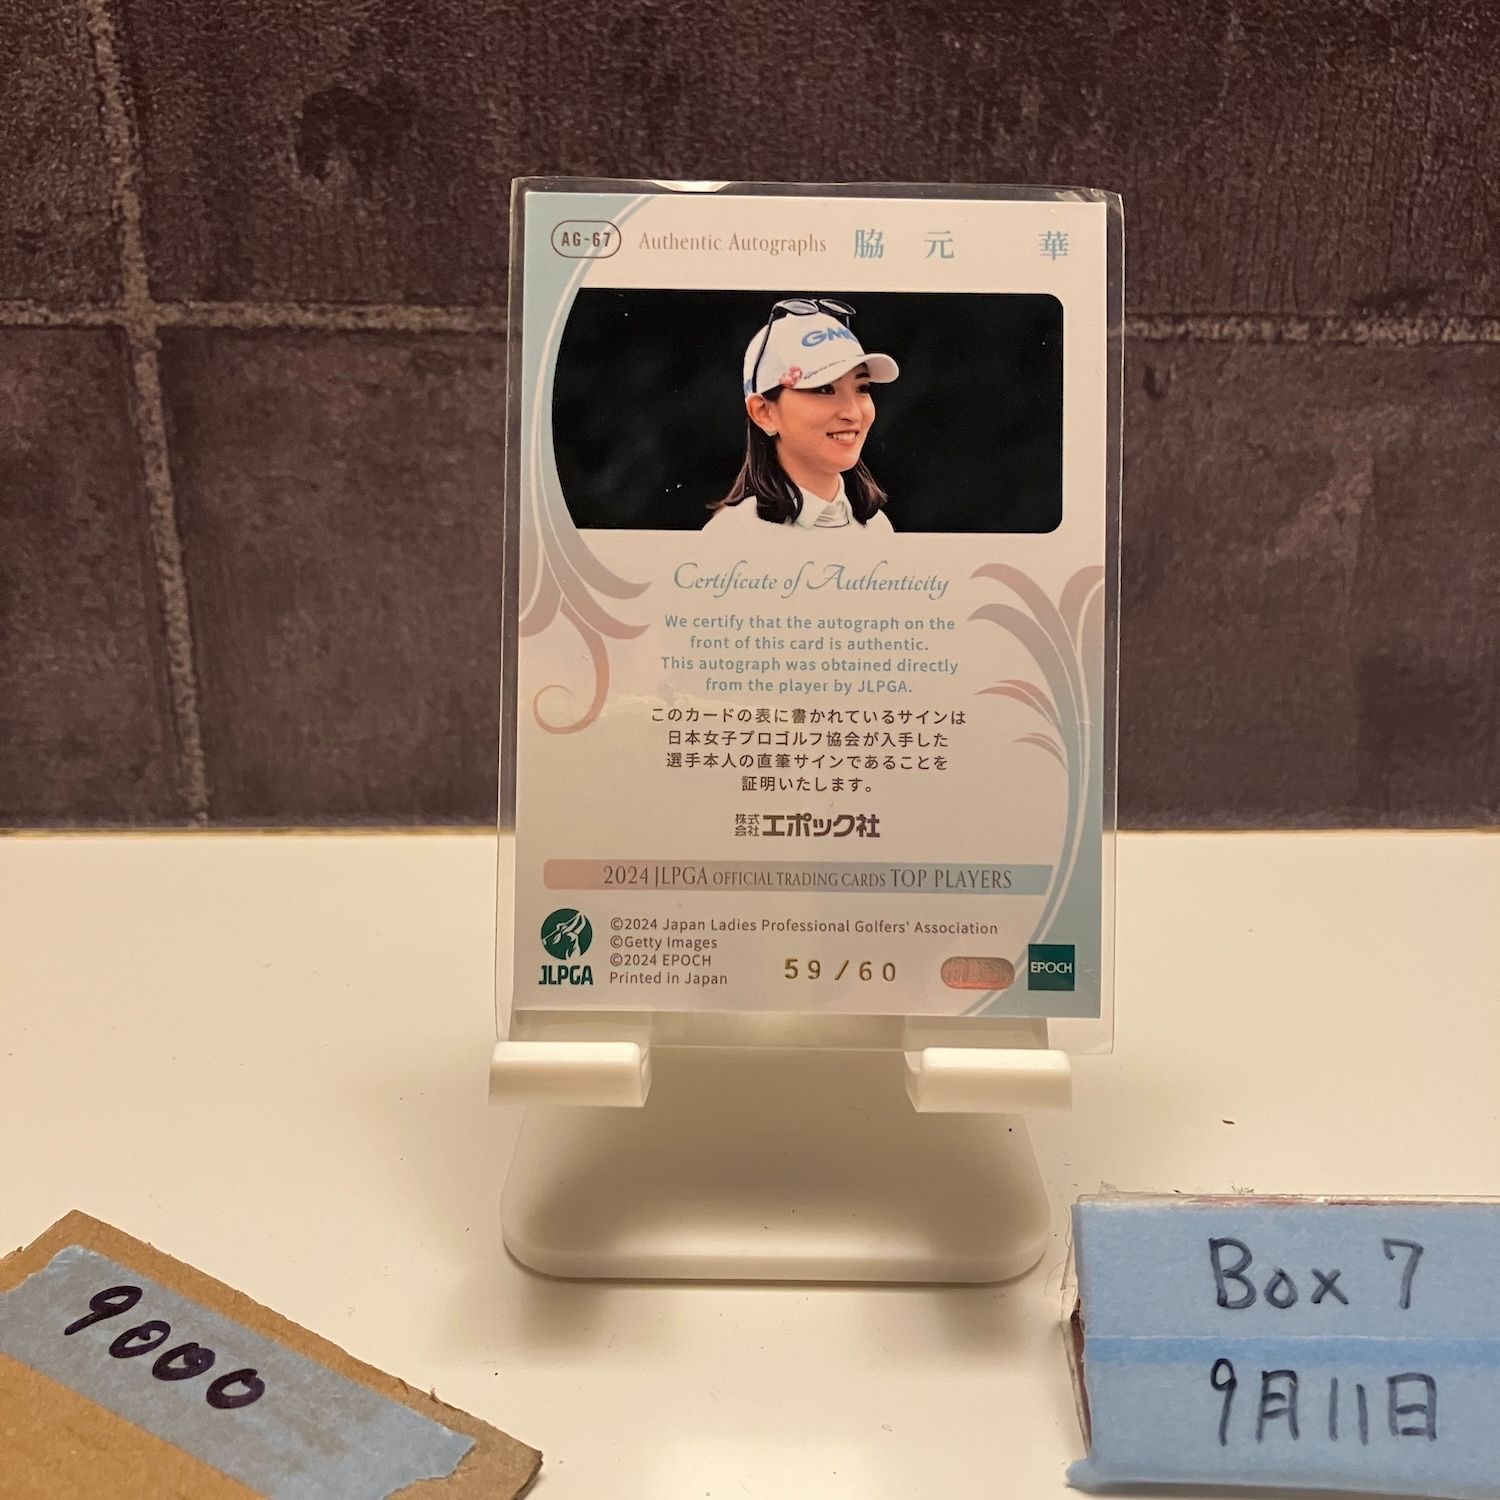 AG-67 Authentic Autographs 脇 元 華
GM
Certificate of Authenticity
We certify that the autograph on the
front of this card is authentic.
This autograph was obtained directly
from the player by JLPGA.
このカードの表に書かれているサインは
日本女子プロゴルフ協会が入手した
選手本人の直筆サインであることを
証明いたします。
株式会社エポック社
2024 JLPGA OFFICIAL TRADING CARDS TOP PLAYERS
©2024 Japan Ladies Professional Golfers' Association
©Getty Images
©2024 EPOCH
Printed in Japan
59/60
JLPGA
EPOCH
9000
Box 7
9月11日